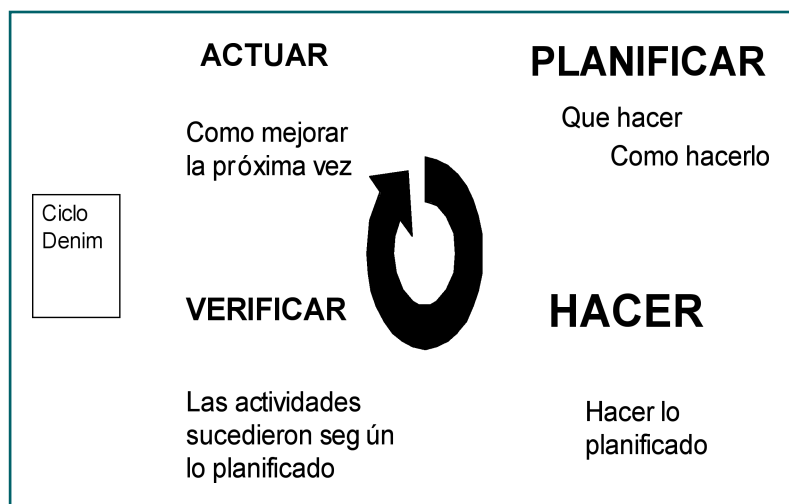 ACTUAR
Como mejorar
la próxima vez
PLANIFICAR
Que hacer
Como hacerlo
Ciclo
Denim
VERIFICAR
Las actividades
sucedieron seg ún
lo planificado
HACER
Hacer lo
planificado